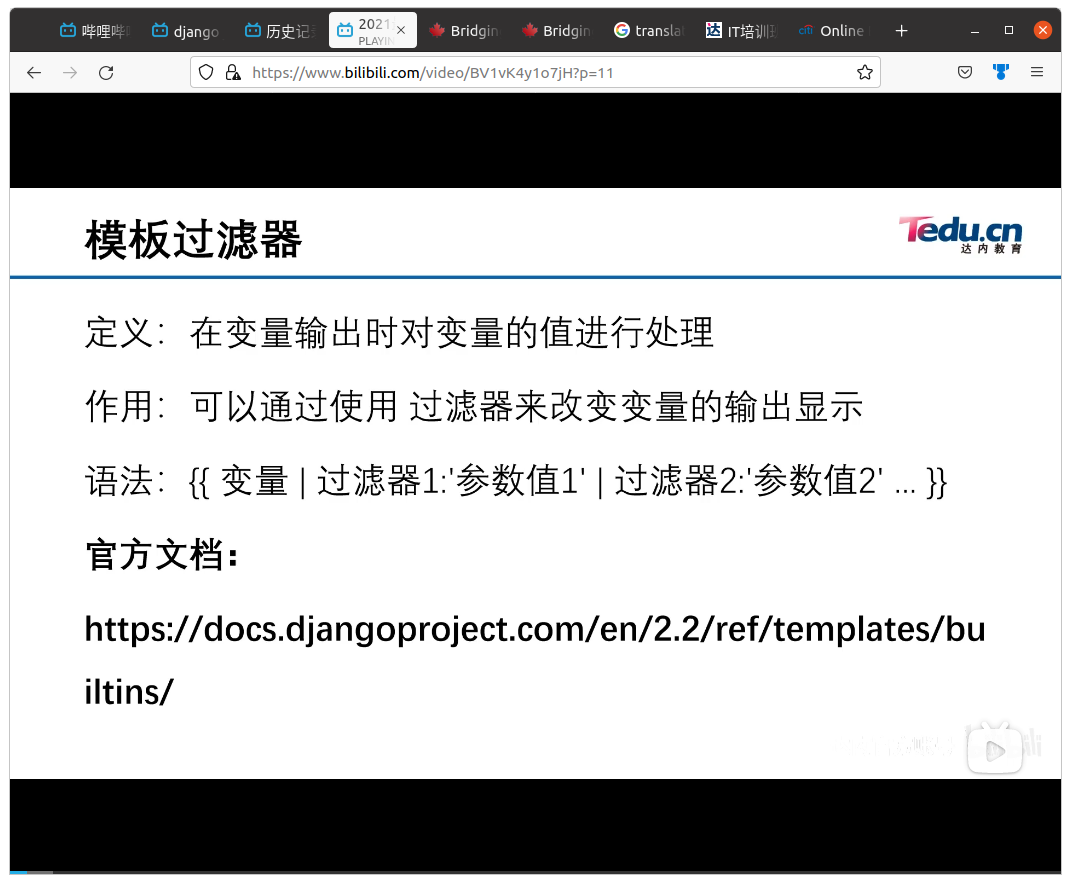 哔哩哔哩
django
历史记
2021
PLAYIN
Bridgin
Bridgin
translat
IT培训
Online
https://www.bilibili.com/video/BV1vK4y1o7jH?p=11
模板过滤器
Tedu.cn
达内教育
定义：在变量输出时对变量的值进行处理
作用：可以通过使用 过滤器来改变变量的输出显示
语法：{{ 变量 | 过滤器1:'参数值1' | 过滤器2:'参数值2' ... }}
官方文档：
https://docs.djangoproject.com/en/2.2/ref/templates/bu
iltins/